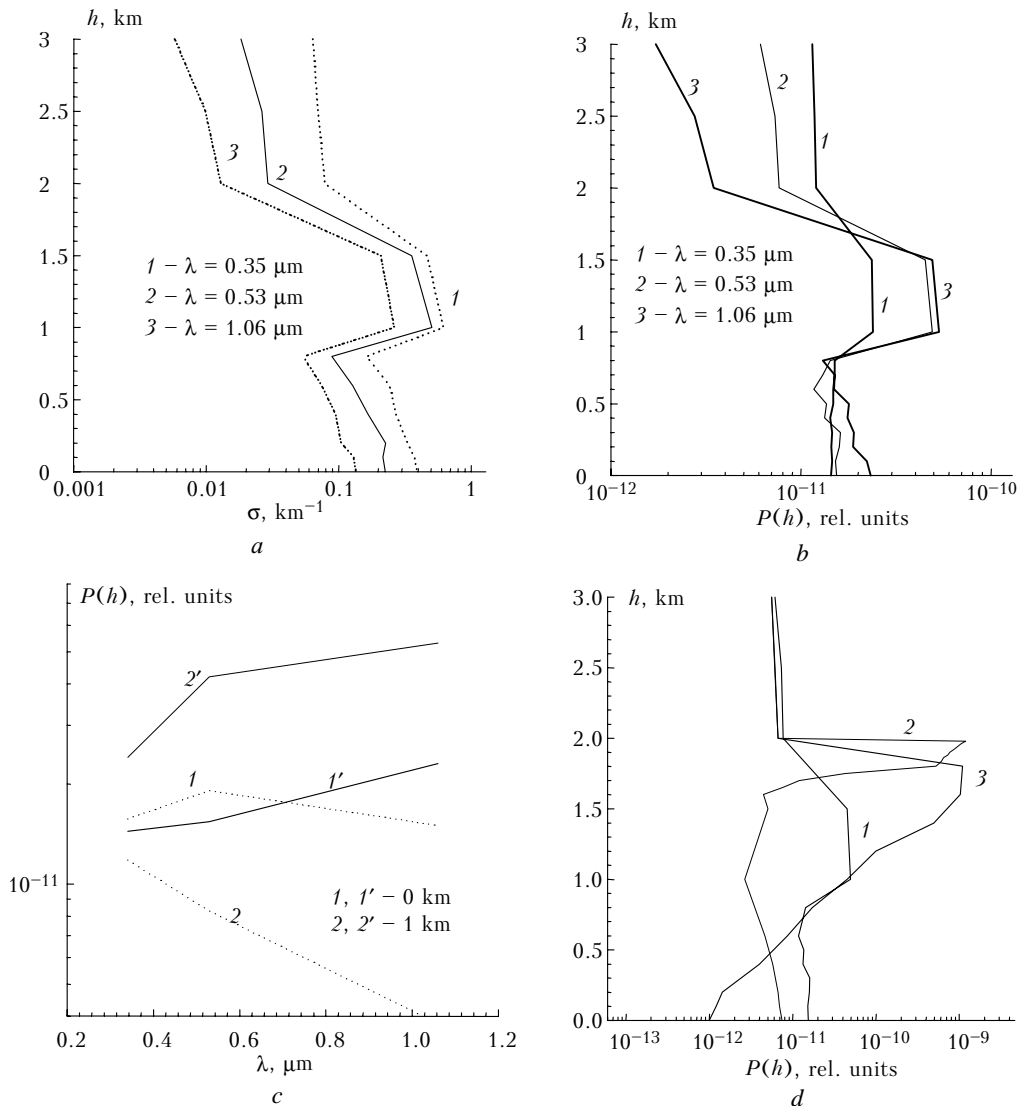 h, km
3
2.5
2
1.5
1
0.5
0
3
2
1
1 – λ = 0.35 μm
2 – λ = 0.53 μm
3 – λ = 1.06 μm
0.001
0.01
0.1
1
σ, km⁻¹
a
h, km
3
2.5
2
1.5
1
0.5
0
3
2
1
1
3
1 – λ = 0.35 μm
2 – λ = 0.53 μm
3 – λ = 1.06 μm
10⁻¹²
10⁻¹¹
10⁻¹⁰
P(h), rel. units
b
P(h), rel. units
10⁻¹¹
2′
1
1′
2
1, 1′ – 0 km
2, 2′ – 1 km
0.2
0.4
0.6
0.8
1.0
1.2
λ, μm
c
h, km
3.0
2.5
2.0
1.5
1.0
0.5
0.0
2
3
1
10⁻¹³
10⁻¹²
10⁻¹¹
10⁻¹⁰
10⁻⁹
P(h), rel. units
d